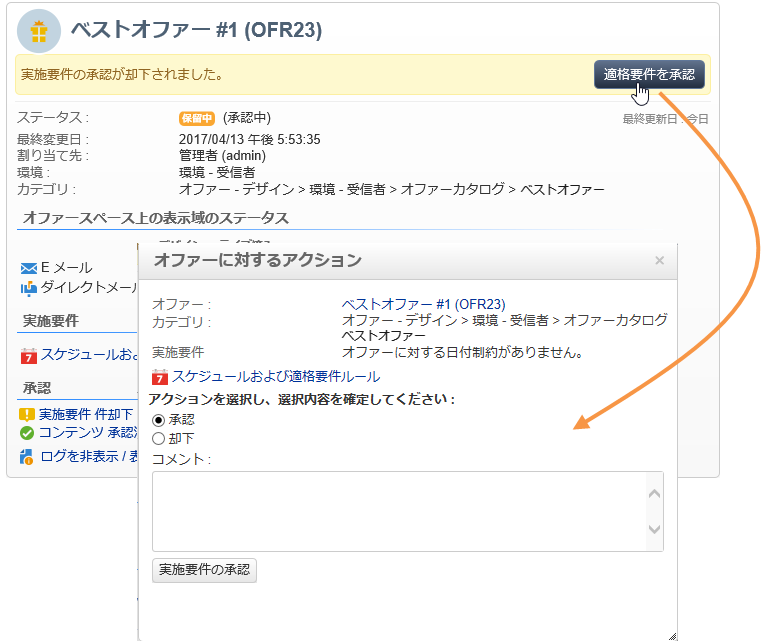 ベストオファー #1 (OFR23)
実施要件の承認が却下されました。
適格要件を承認
ステータス : 保留中 (承認中)
最終更新日 : 今日
最終変更日 : 2017/04/13 午後 5:53:35
割り当て先 : 管理者 (admin)
環境 : 環境 - 受信者
カテゴリ : オファー - デザイン > 環境 - 受信者 > オファーカタログ > ベストオファー
オファースペース上の表示域のステータス
E メール
ダイレクトメール
実施要件
7 スケジュールおよ
承認
実施要件 件却下
コンテンツ 承認済
ログを非表示 / 表
オファーに対するアクション
×
オファー : ベストオファー #1 (OFR23)
カテゴリ : オファー - デザイン > 環境 - 受信者 > オファーカタログ
ベストオファー
実施要件 オファーに対する日付制約がありません。
7 スケジュールおよび適格要件ルール
アクションを選択し、選択内容を確定してください :
承認
却下
コメント :
実施要件の承認